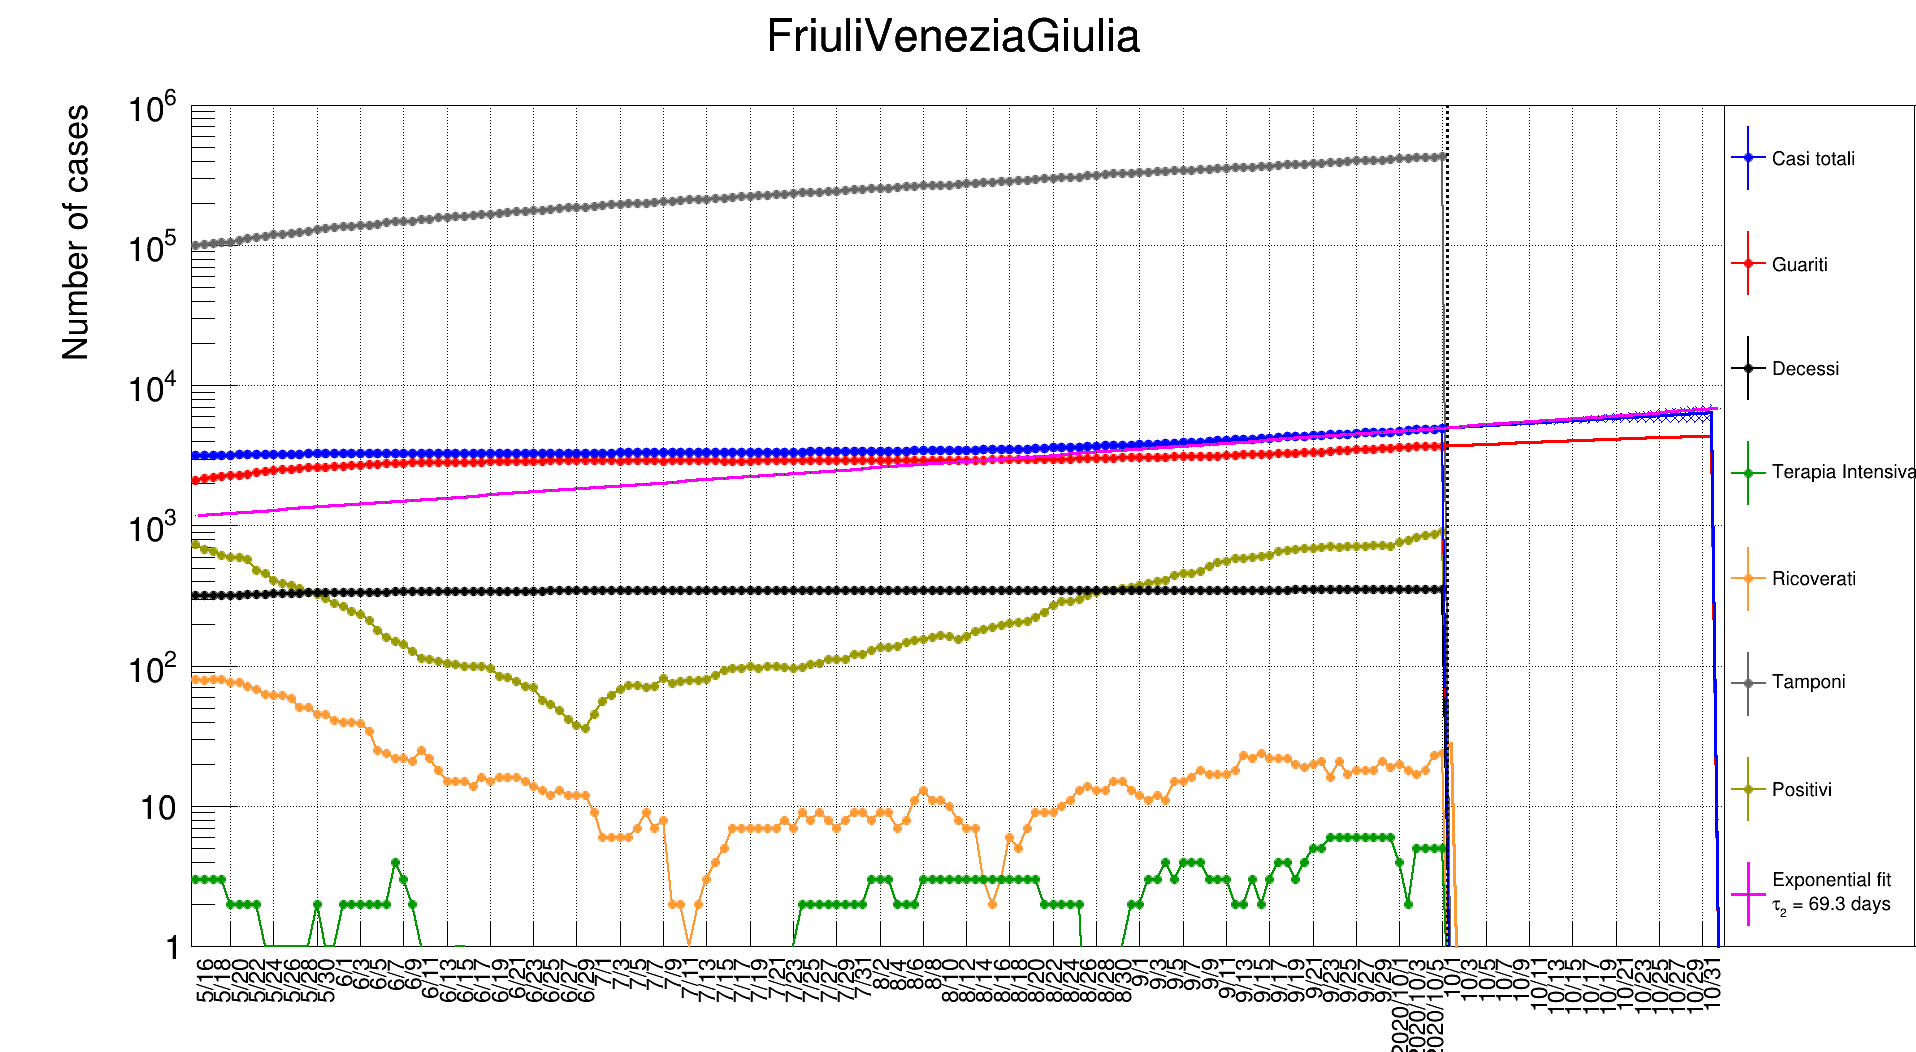 FriuliVeneziaGiulia
Number of cases
10^6
10^5
10^4
10^3
10^2
10
1
5/16 5/18 5/20 5/22 5/24 5/26 5/28 5/30 6/1 6/3 6/5 6/7 6/9 6/11 6/13 6/15 6/17 6/19 6/21 6/23 6/25 6/27 6/29 7/1 7/3 7/5 7/7 7/9 7/11 7/13 7/15 7/17 7/19 7/21 7/23 7/25 7/27 7/29 7/31 8/2 8/4 8/6 8/8 8/10 8/12 8/14 8/16 8/18 8/20 8/22 8/24 8/26 8/28 8/30 9/1 9/3 9/5 9/7 9/9 9/11 9/13 9/15 9/17 9/19 9/21 9/23 9/25 9/27 9/29 2020/10/1 2020/10/3 2020/10/5 10/1 10/3 10/5 10/7 10/9 10/11 10/13 10/15 10/17 10/19 10/21 10/23 10/25 10/27 10/29 10/31
Casi totali
Guariti
Decessi
Terapia Intensiva
Ricoverati
Tamponi
Positivi
Exponential fit
τ2 = 69.3 days